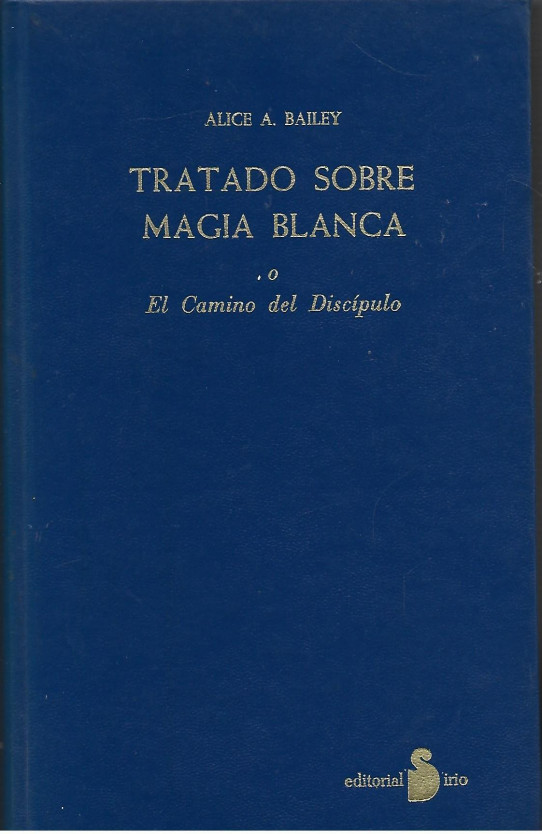 ALICE A. BAILEY
TRATADO SOBRE
MAGIA BLANCA
o
El Camino del Discípulo
editorial Sirio